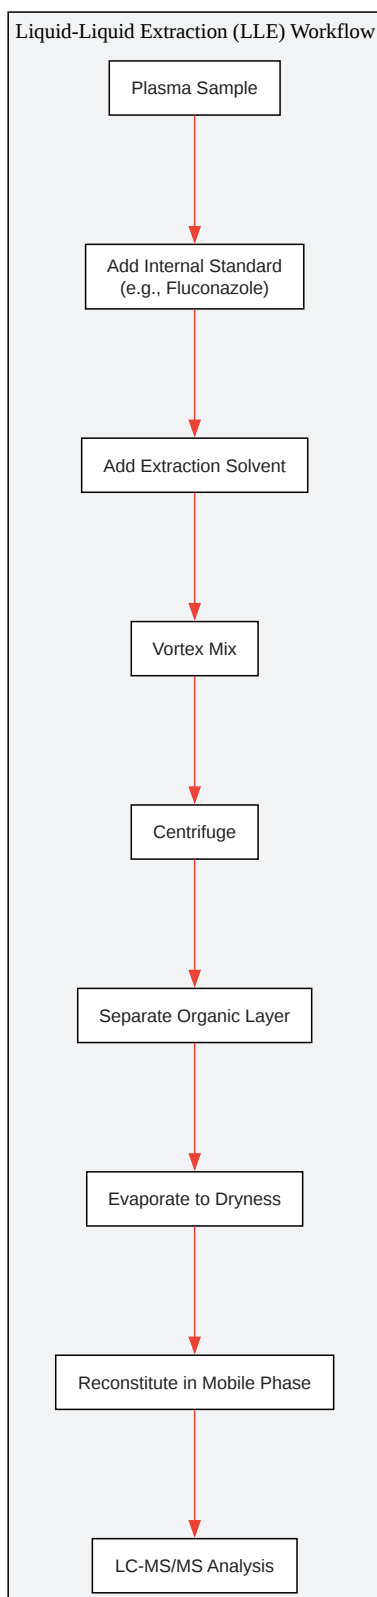 Liquid-Liquid Extraction (LLE) Workflow
Plasma Sample
Add Internal Standard
(e.g., Fluconazole)
Add Extraction Solvent
Vortex Mix
Centrifuge
Separate Organic Layer
Evaporate to Dryness
Reconstitute in Mobile Phase
LC-MS/MS Analysis